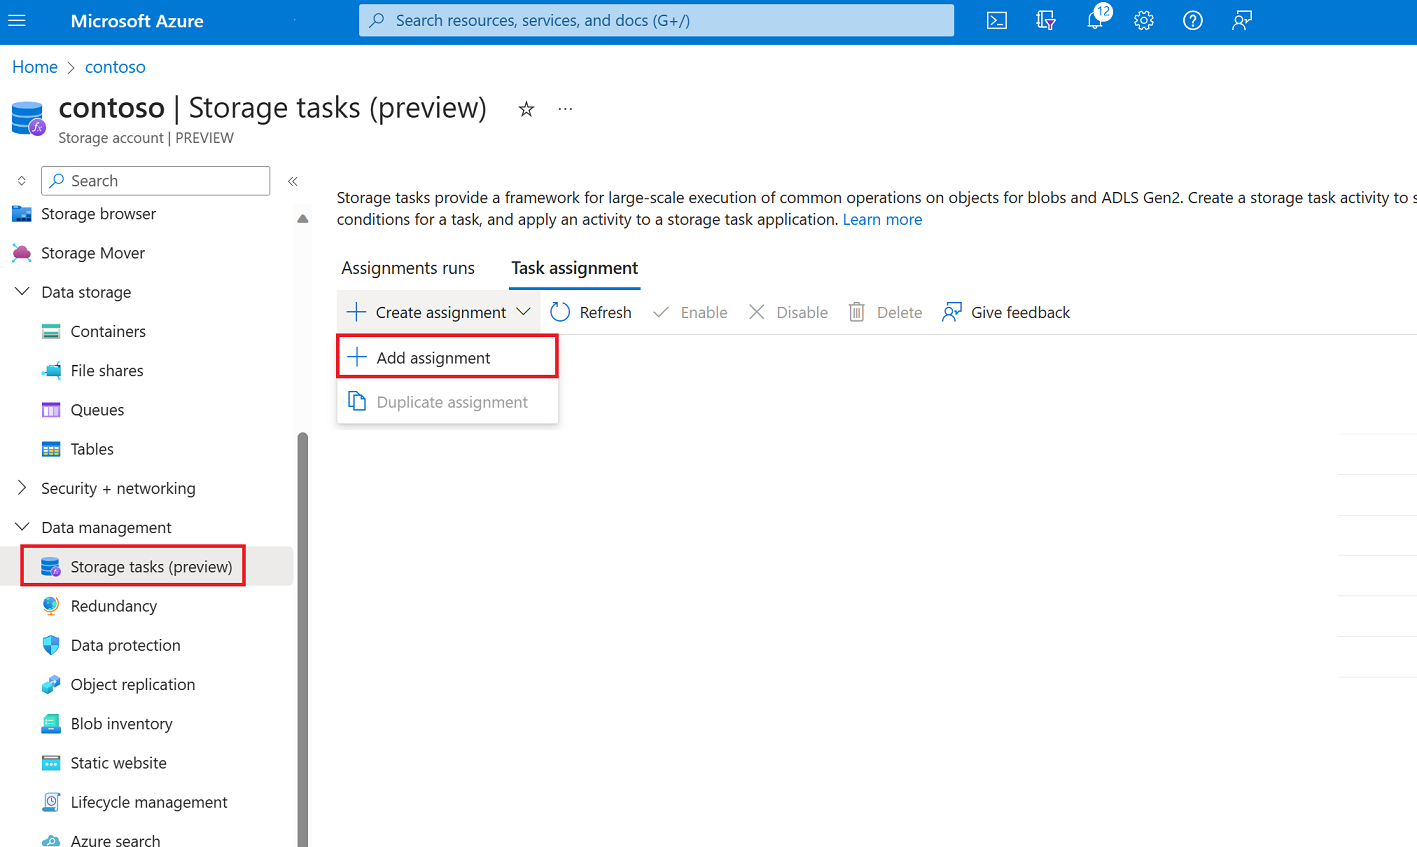 Microsoft Azure
Search resources, services, and docs (G+/)
12
Home > contoso
contoso | Storage tasks (preview)
Storage account | PREVIEW
Search
Storage browser
Storage Mover
Data storage
Containers
File shares
Queues
Tables
Security + networking
Data management
Storage tasks (preview)
Redundancy
Data protection
Object replication
Blob inventory
Static website
Lifecycle management
Azure search
Storage tasks provide a framework for large-scale execution of common operations on objects for blobs and ADLS Gen2. Create a storage task activity to s
conditions for a task, and apply an activity to a storage task application. Learn more
Assignments runs Task assignment
Create assignment Refresh Enable Disable Delete Give feedback
Add assignment
Duplicate assignment